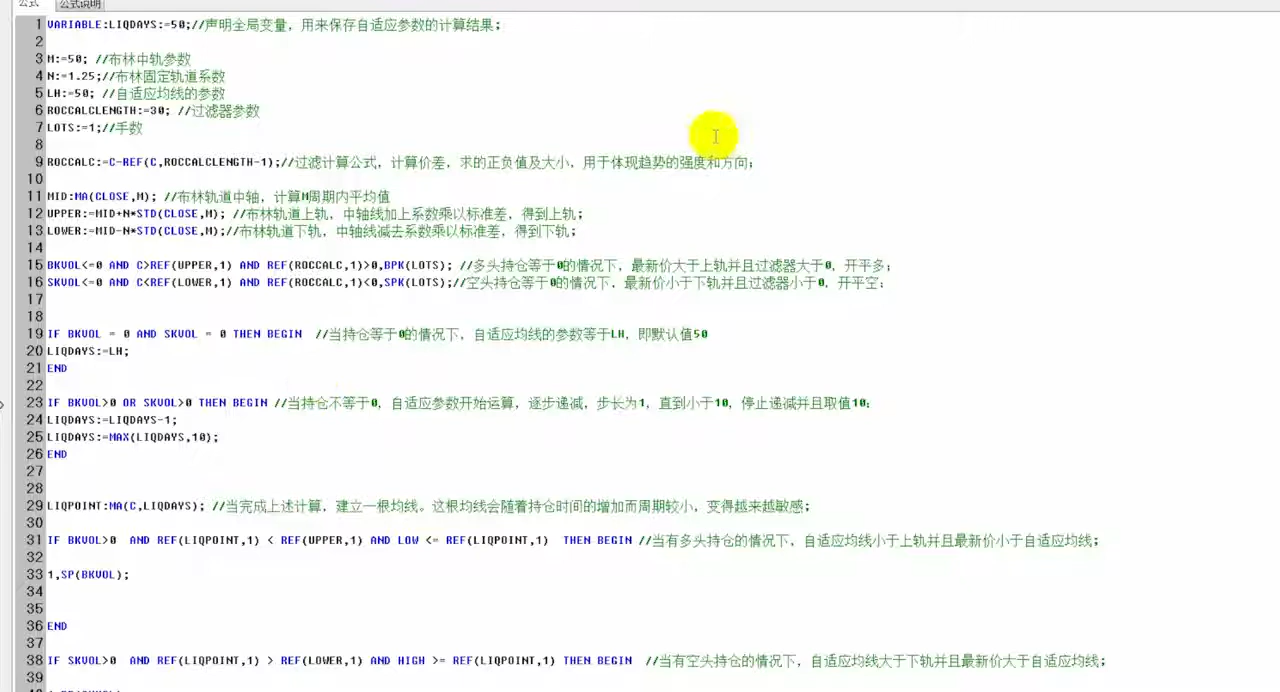 公式 公式说明
1 VARIABLE:LIQDAYS:=50;//声明全局变量，用来保存自适应参数的计算结果；
2
3 M:=50; //布林中轨参数
4 N:=1.25;//布林固定轨道系数
5 LH:=50; //自适应均线的参数
6 ROCCALCLENGTH:=30; //过滤器参数
7 LOTS:=1;//手数
8
9 ROCCALC:=C-REF(C,ROCCALCLENGTH-1);//过滤计算公式，计算价差，求的正负值及大小，用于体现趋势的强度和方向；
10
11 MID:MA(CLOSE,M); //布林轨道中轴，计算M周期内平均值
12 UPPER:=MID+N*STD(CLOSE,M); //布林轨道上轨，中轴线加上系数乘以标准差，得到上轨；
13 LOWER:=MID-N*STD(CLOSE,M);//布林轨道下轨，中轴线减去系数乘以标准差，得到下轨；
14
15 BKVOL<=0 AND C>REF(UPPER,1) AND REF(ROCCALC,1)>0,BPK(LOTS); //多头持仓等于0的情况下，最新价大于上轨并且过滤器大于0，开平多；
16 SKVOL<=0 AND C<REF(LOWER,1) AND REF(ROCCALC,1)<0,SPK(LOTS);//空头持仓等于0的情况下，最新价小于下轨并且过滤器小于0，开平空；
17
18
19 IF BKVOL = 0 AND SKVOL = 0 THEN BEGIN //当持仓等于0的情况下，自适应均线的参数等于LH，即默认值50
20 LIQDAYS:=LH;
21 END
22
23 IF BKVOL>0 OR SKVOL>0 THEN BEGIN //当持仓不等于0，自适应参数开始运算，逐步递减，步长为1，直到小于10，停止递减并且取值10；
24 LIQDAYS:=LIQDAYS-1;
25 LIQDAYS:=MAX(LIQDAYS,10);
26 END
27
28
29 LIQPOINT:MA(C,LIQDAYS); //当完成上述计算，建立一根均线。这根均线会随着持仓时间的增加而周期较小，变得越来越敏感；
30
31 IF BKVOL>0 AND REF(LIQPOINT,1) < REF(UPPER,1) AND LOW <= REF(LIQPOINT,1) THEN BEGIN //当有多头持仓的情况下，自适应均线小于上轨并且最新价小于自适应均线；
32
33 1,SP(BKVOL);
34
35
36 END
37
38 IF SKVOL>0 AND REF(LIQPOINT,1) > REF(LOWER,1) AND HIGH >= REF(LIQPOINT,1) THEN BEGIN //当有空头持仓的情况下，自适应均线大于下轨并且最新价大于自适应均线；
39